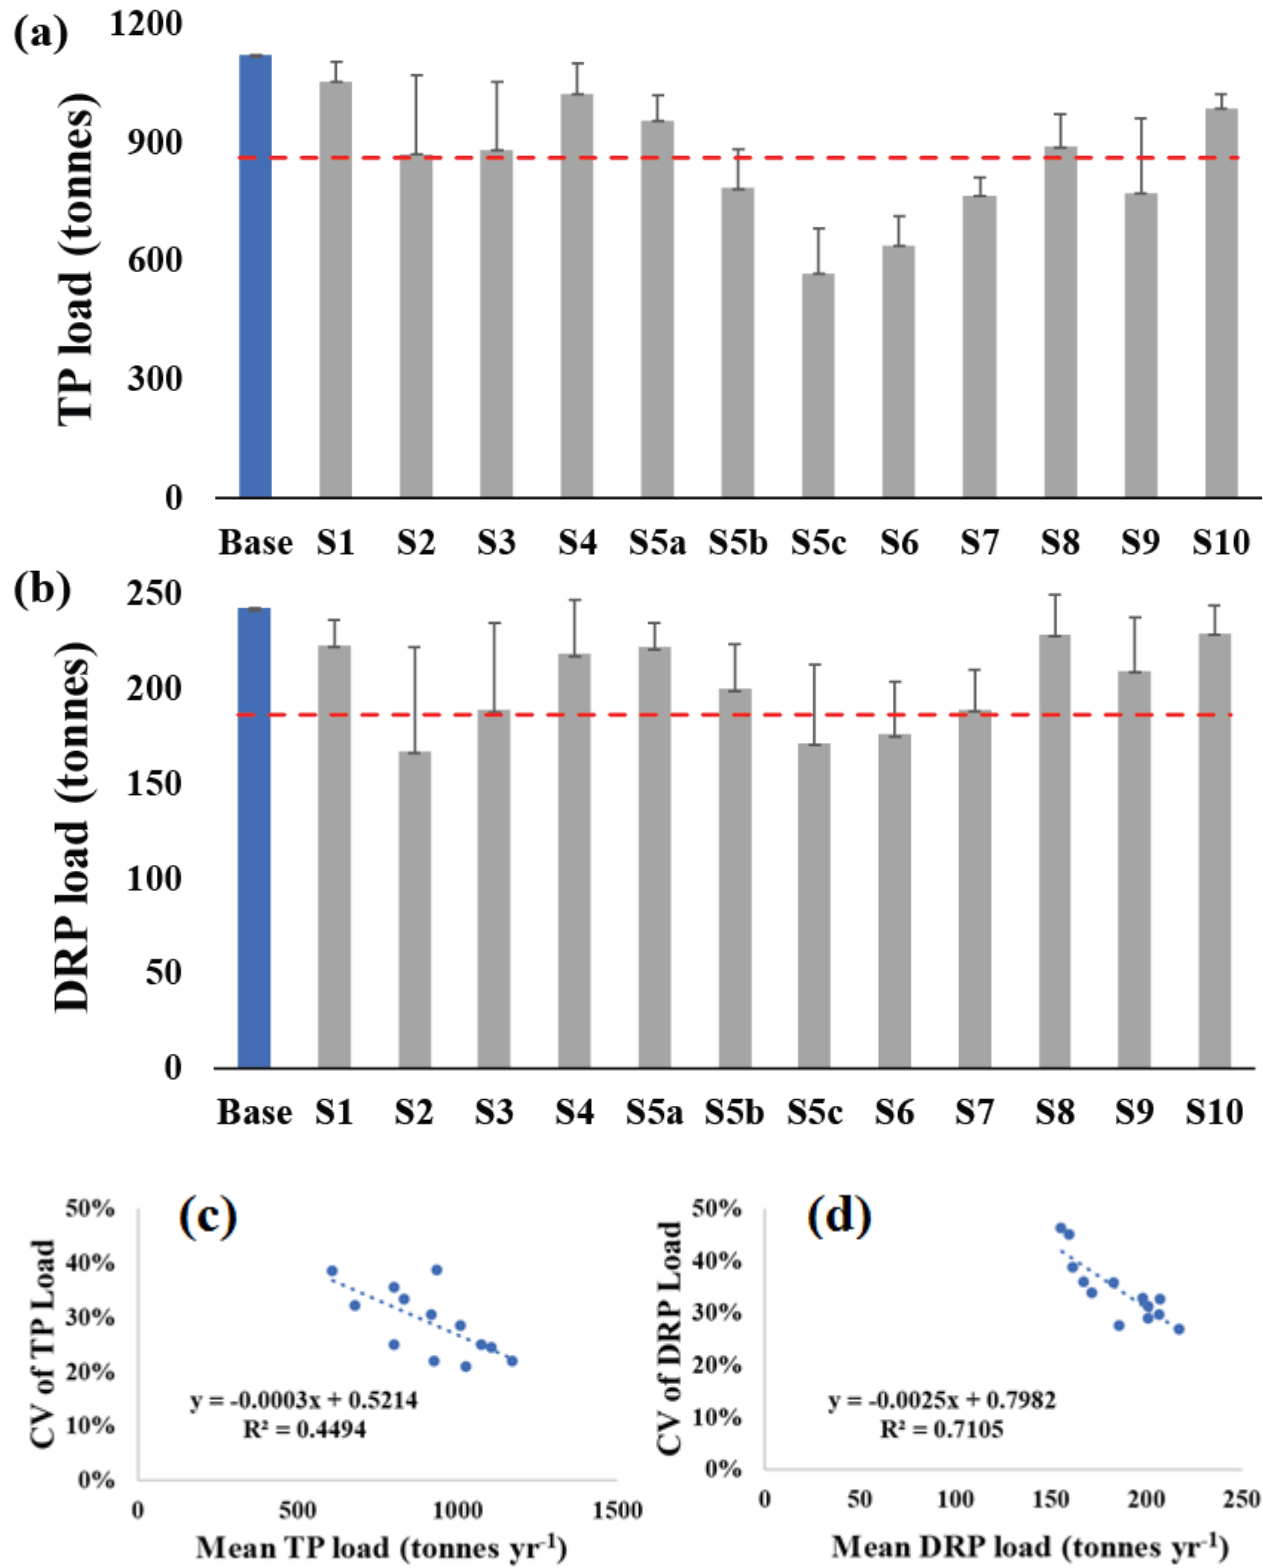 (a)
TP load (tonnes)
1200
900
600
300
0
Base S1 S2 S3 S4 S5a S5b S5c S6 S7 S8 S9 S10
(b)
DRP load (tonnes)
250
200
150
100
50
0
Base S1 S2 S3 S4 S5a S5b S5c S6 S7 S8 S9 S10
(c)
CV of TP Load
50%
40%
30%
20%
10%
0%
y = -0.0003x + 0.5214
R² = 0.4494
0 500 1000 1500
Mean TP load (tonnes yr⁻¹)
(d)
CV of DRP Load
50%
40%
30%
20%
10%
0%
y = -0.0025x + 0.7982
R² = 0.7105
0 50 100 150 200 250
Mean DRP load (tonnes yr⁻¹)